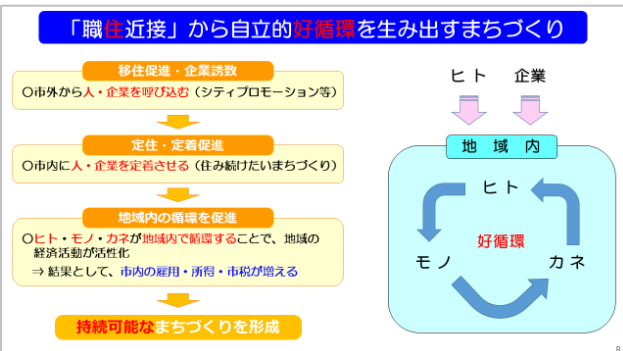 「職住近接」から自立的好循環を生み出すまちづくり
移住促進・企業誘致
〇市外から人・企業を呼び込む（シティプロモーション等）
定住・定着促進
〇市内に人・企業を定着させる（住み続けたいまちづくり）
地域内の循環を促進
〇ヒト・モノ・カネが地域内で循環することで、地域の
経済活動が活性化
⇒ 結果として、市内の雇用・所得・市税が増える
持続可能なまちづくりを形成
ヒト 企業
地 域 内
ヒト
好循環
モノ カネ
8